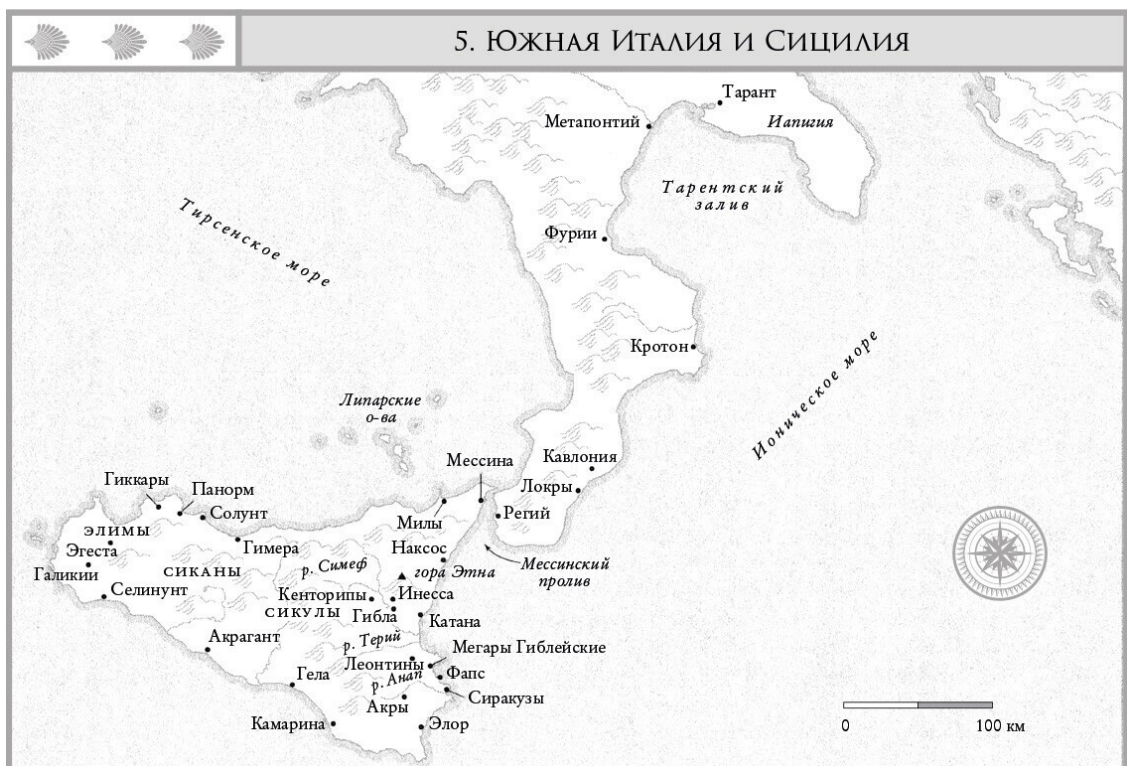 5. Южная Италия и Сицилия
Тарант
Метапонтий
Иапигия
Тарентский
залив
Тирсенское море
Фурии
Кротон
Ионическое море
Липарские
о-ва
Кавлония
Мессина
Локры
Гиккары
Панорм
Солунт
Регий
Милы
ЭЛИМЫ
Гимера
Наксос
Мессинский
пролив
Эгеста
СИКАНЫ
р. Симеф
гора Этна
Галикии
Селинунт
Кенторипы
Инесса
СИКУЛЫ
Гибла
Катана
Акрагант
р. Терий
Мегары Гиблейские
Леонтины
Гела
р. Анап
Фапс
Сиракузы
Акры
Камарина
Элор
0
100 км